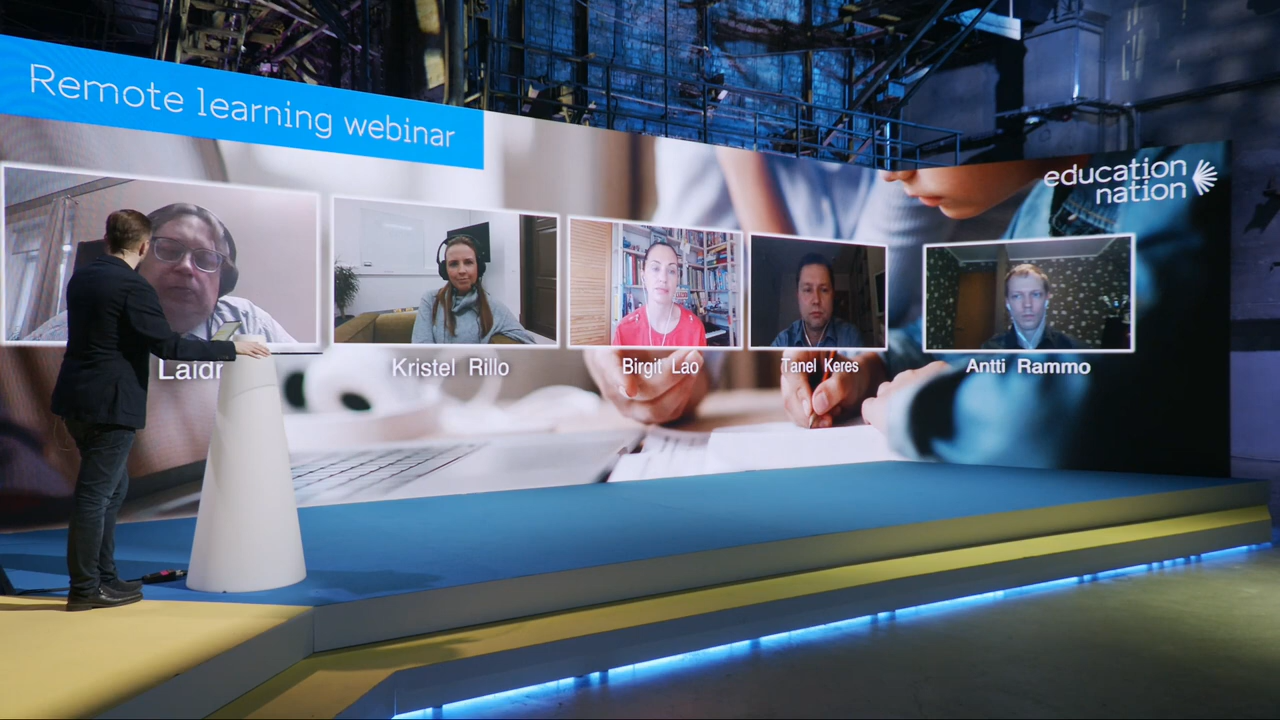 Remote learning webinar
education
nation
Kristel Rillo
Birgit Lao
Tanel Keres
Antti Rammo